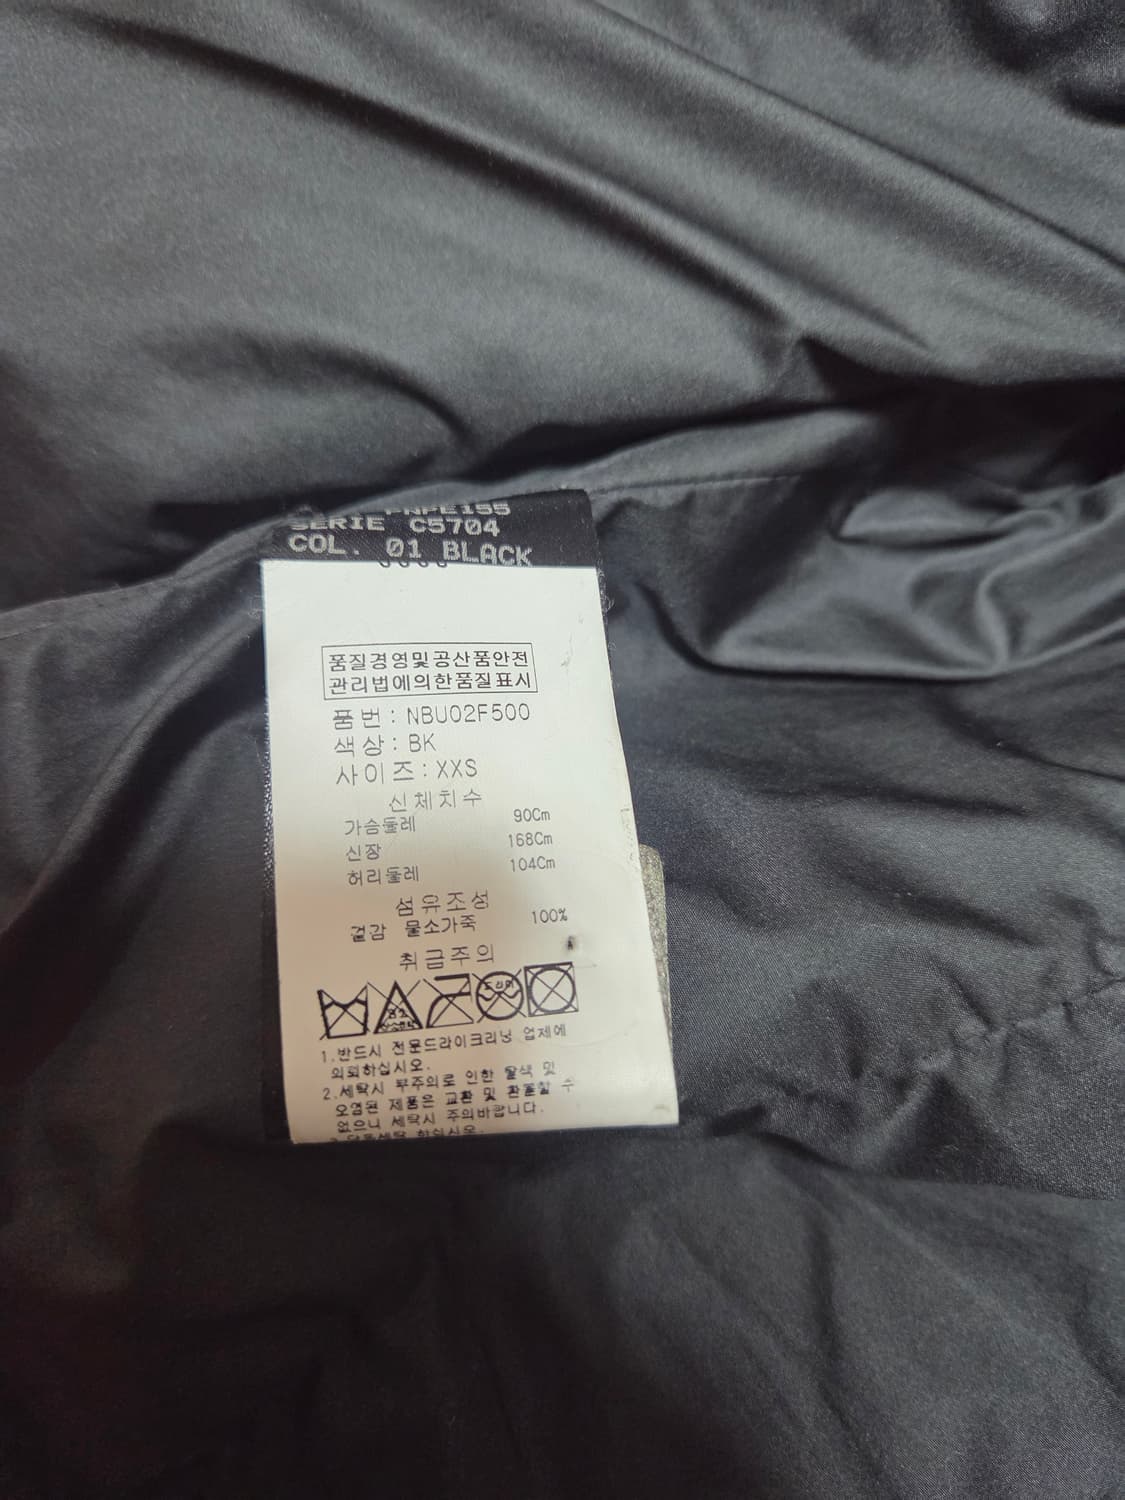 PNPE155
SERIE C5704
COL. 01 BLACK
품질경영및공산품안전
관리법에의한품질표시
품번: NBU02F500
색상: BK
사이즈: XXS
신체치수
가슴둘레 90Cm
신장 168Cm
허리둘레 104Cm
섬유조성
겉감 물소가죽 100%
취급주의
드라이
1.반드시 전문드라이크리닝 업체에
의뢰하십시오.
2.세탁시 부주의로 인한 탈색 및
오염된 제품은 교환 및 환불할 수
없으니 세탁시 주의바랍니다.